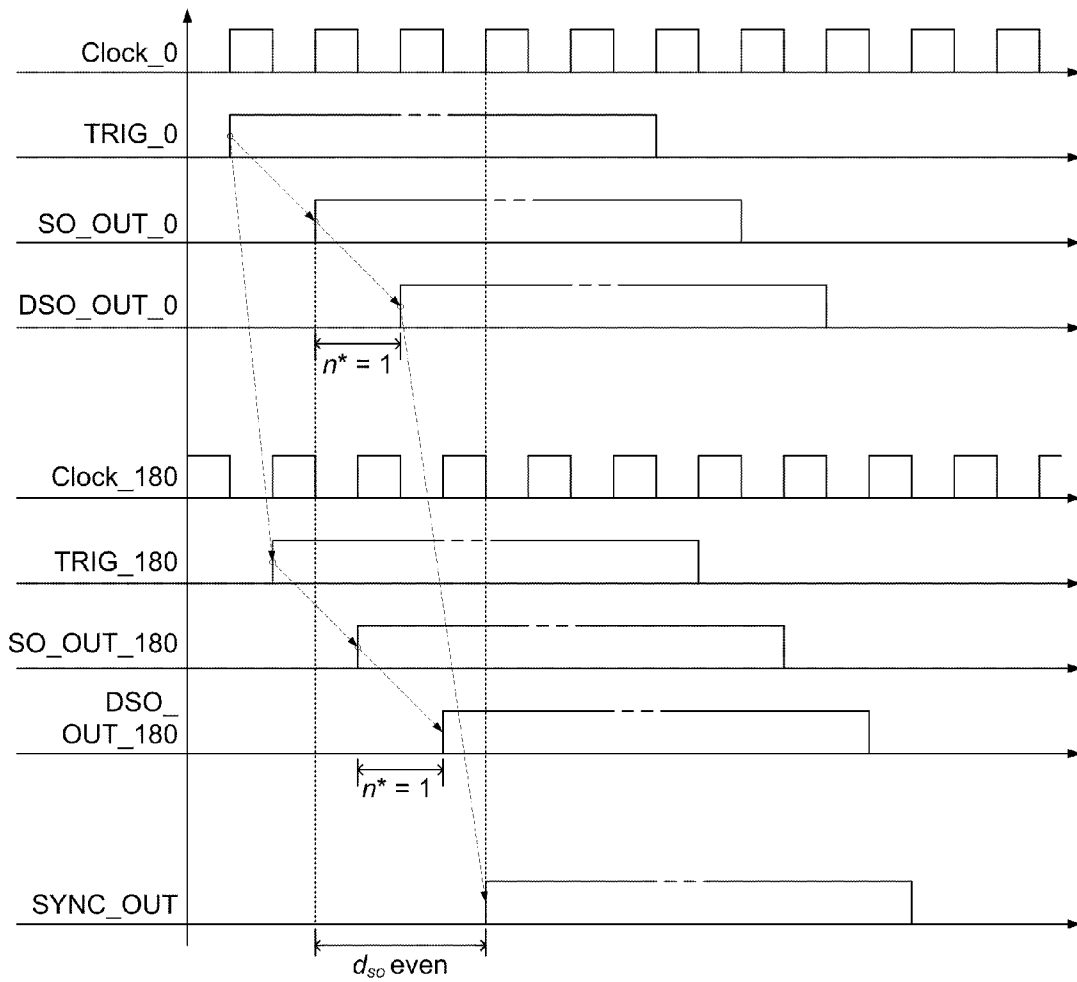 Clock_0
TRIG_0
SO_OUT_0
DSO_OUT_0
n* = 1
Clock_180
TRIG_180
SO_OUT_180
DSO_
OUT_180
n* = 1
SYNC_OUT
dso even